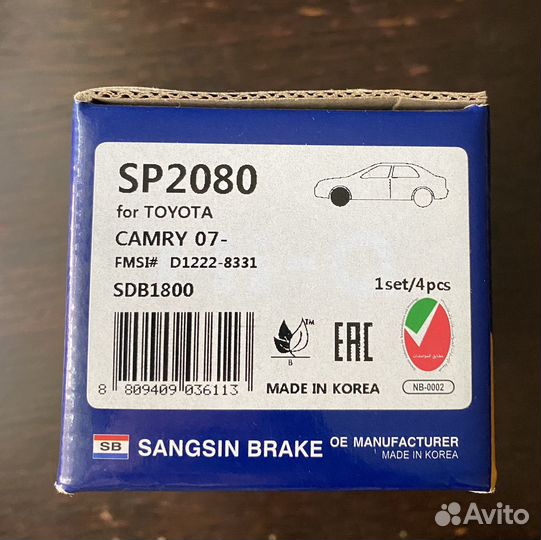 SP2080
for TOYOTA
CAMRY 07-
FMSI# D1222-8331
SDB1800
1set/4pcs
TM
B
EAC
NB-0002
8 809409 036113
MADE IN KOREA
SB SANGSIN BRAKE OE MANUFACTURER
MADE IN KOREA
Avito